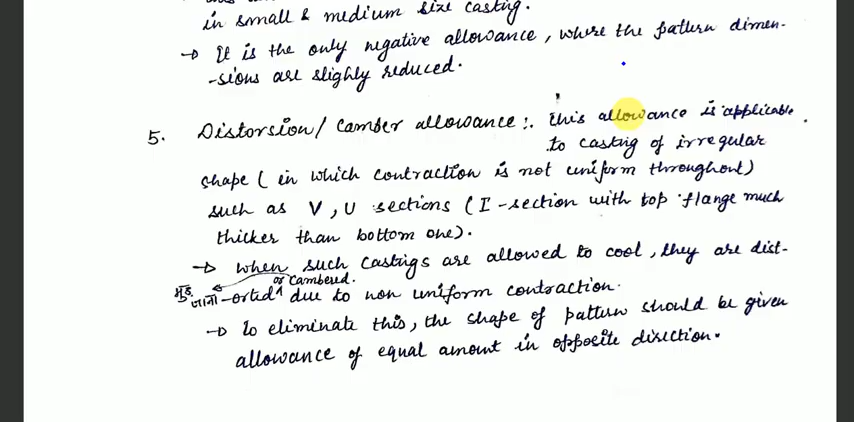 in small & medium size casting.
→ It is the only negative allowance, where the pattern dimen-
-sions are slighly reduced.
5. Distorsion/ Camber allowance :. This allowance is applicable
to casting of irregular
shape ( in which contraction is not uniform throughout)
such as V, U sections ( I-section with top flange much
thicker than bottom one).
→ when such castings are allowed to cool, they are dist-
or Cambered.
मुड़ जाना -orted due to non uniform contraction.
→ To eliminate this, the shape of pattern should be given
allowance of equal amount in opposite direction.